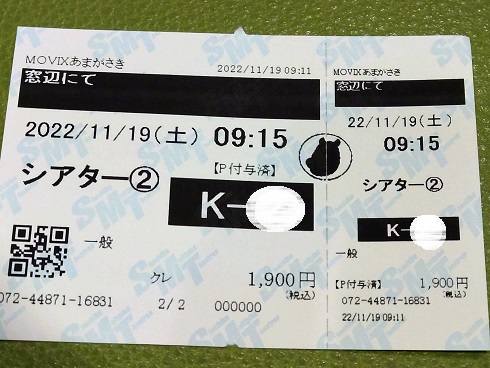 MOVIXあまがさき
2022/11/19 09:11
窓辺にて
2022/11/19(土) 09:15
【P付与済】
シアター②
K-
一般
クレ 1,900円
(税込)
072-44871-16831 2/2 000000
MOVIXあまがさき
窓辺にて
22/11/19(土)
09:15
シアター②
K-
一般
【P付与済】 1,900円
(税込)
072-44871-16831
22/11/19 09:11
SMT